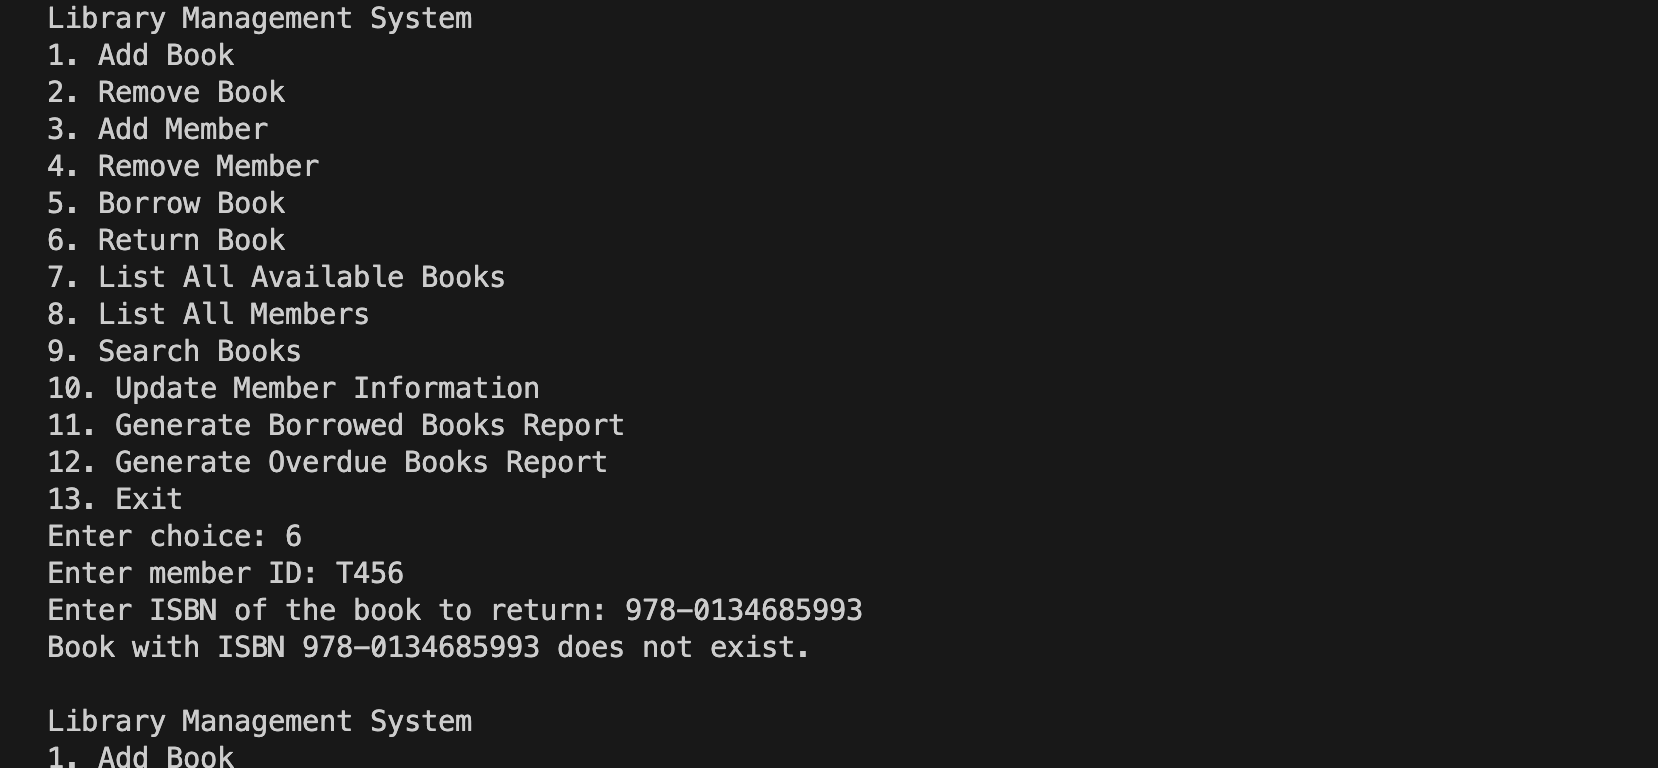 Library Management System
1. Add Book
2. Remove Book
3. Add Member
4. Remove Member
5. Borrow Book
6. Return Book
7. List All Available Books
8. List All Members
9. Search Books
10. Update Member Information
11. Generate Borrowed Books Report
12. Generate Overdue Books Report
13. Exit
Enter choice: 6
Enter member ID: T456
Enter ISBN of the book to return: 978-0134685993
Book with ISBN 978-0134685993 does not exist.
Library Management System
1. Add Book